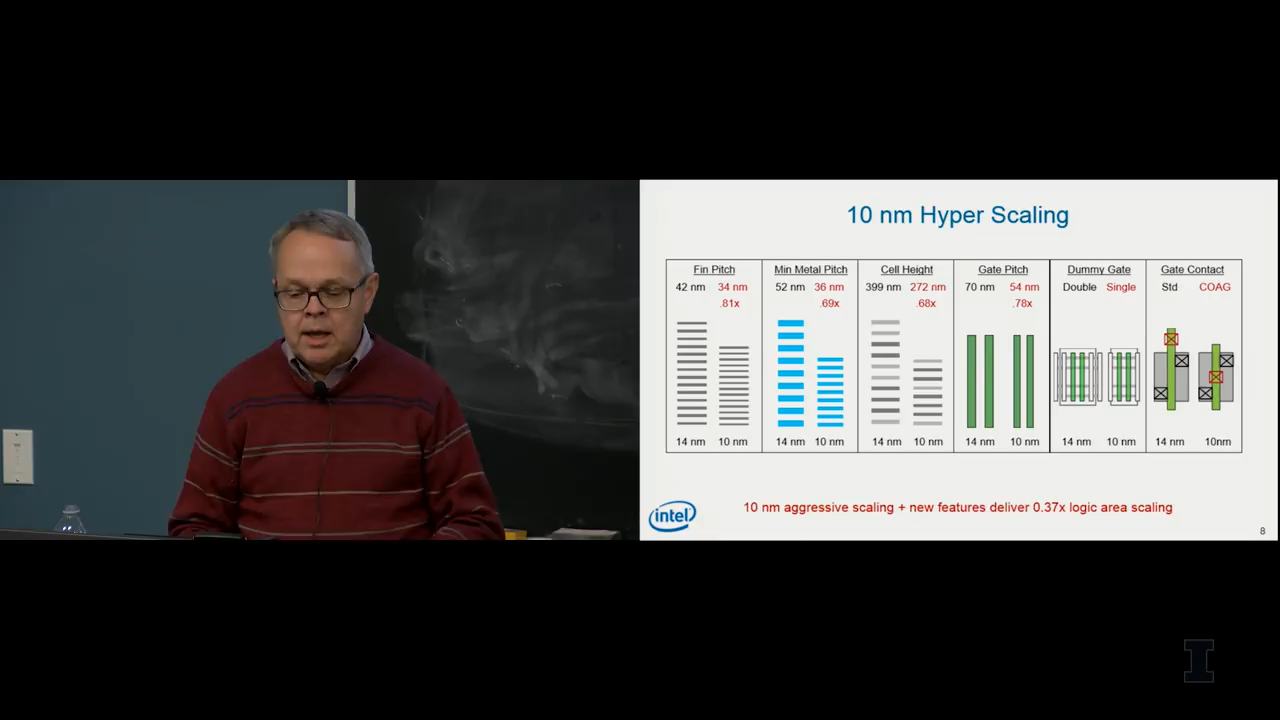 10 nm Hyper Scaling
Fin Pitch Min Metal Pitch Cell Height Gate Pitch Dummy Gate Gate Contact
42 nm 34 nm 52 nm 36 nm 399 nm 272 nm 70 nm 54 nm Double Single Std COAG
.81x .69x .68x .78x
14 nm 10 nm 14 nm 10 nm 14 nm 10 nm 14 nm 10 nm 14 nm 10 nm 14 nm 10nm
10 nm aggressive scaling + new features deliver 0.37x logic area scaling
intel
8
I